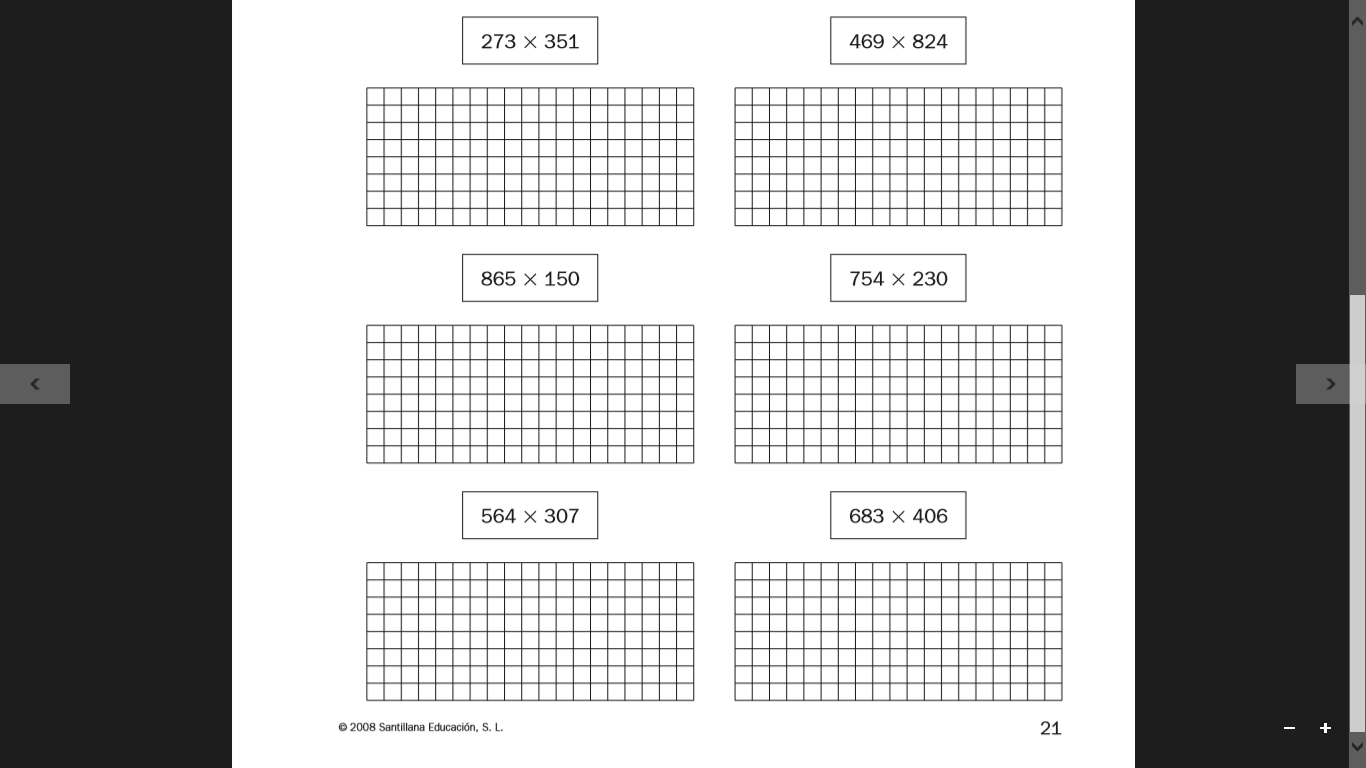 273 × 351
469 × 824
865 × 150
754 × 230
564 × 307
683 × 406
© 2008 Santillana Educación, S. L.
21